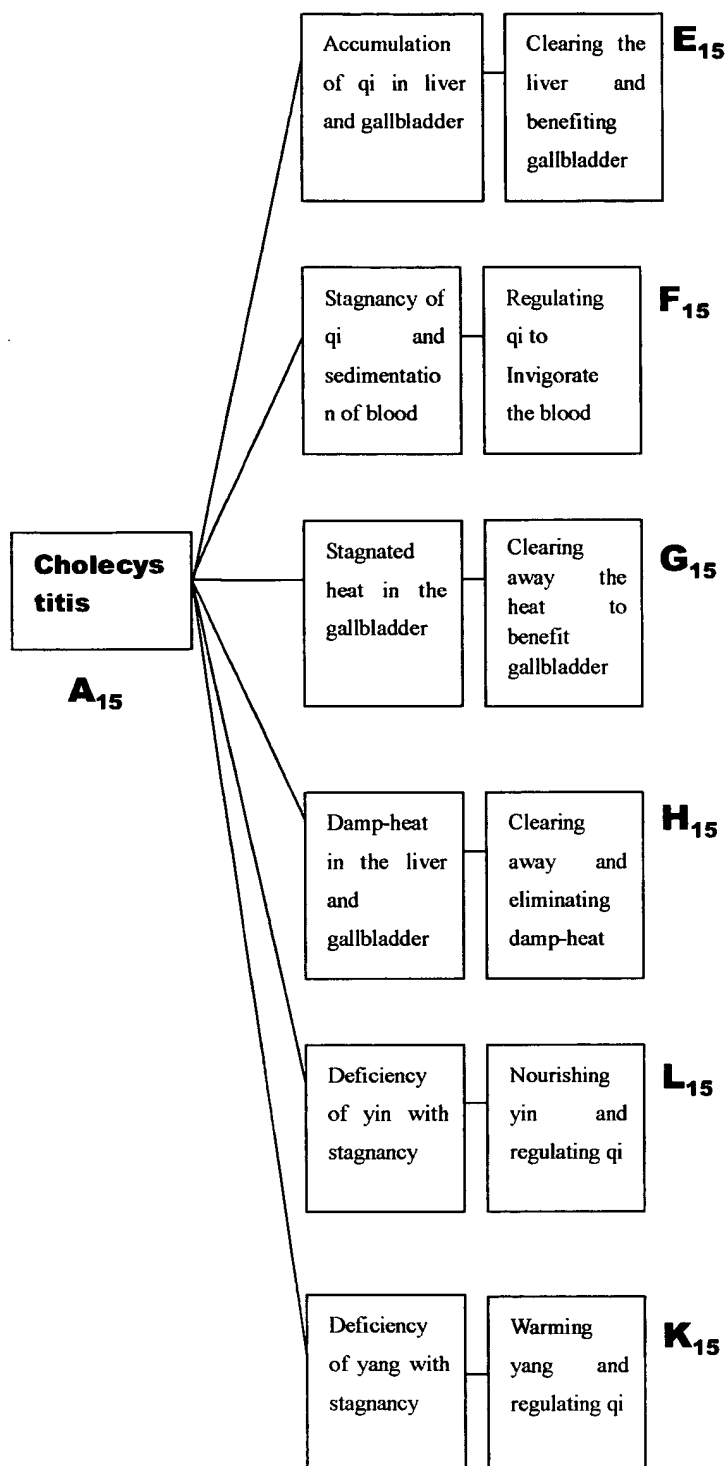 Accumulation
of qi in liver
and gallbladder
Clearing the
liver and
benefiting
gallbladder
E15
Stagnancy of
qi and
sedimentatio
n of blood
Regulating
qi to
Invigorate
the blood
F15
Cholecys
titis
A15
Stagnated
heat in the
gallbladder
Clearing
away the
heat to
benefit
gallbladder
G15
Damp-heat
in the liver
and
gallbladder
Clearing
away and
eliminating
damp-heat
H15
Deficiency
of yin with
stagnancy
Nourishing
yin and
regulating qi
L15
Deficiency
of yang with
stagnancy
Warming
yang and
regulating qi
K15